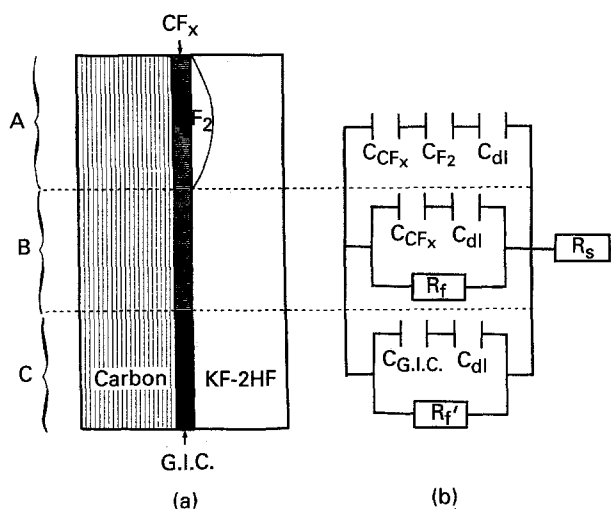 CFx
A
F2
B
C
Carbon
KF-2HF
G.I.C.
(a)
CCFx
CF2
Cdl
CCFx
Cdl
Rf
Rs
CG.I.C.
Cdl
Rf'
(b)